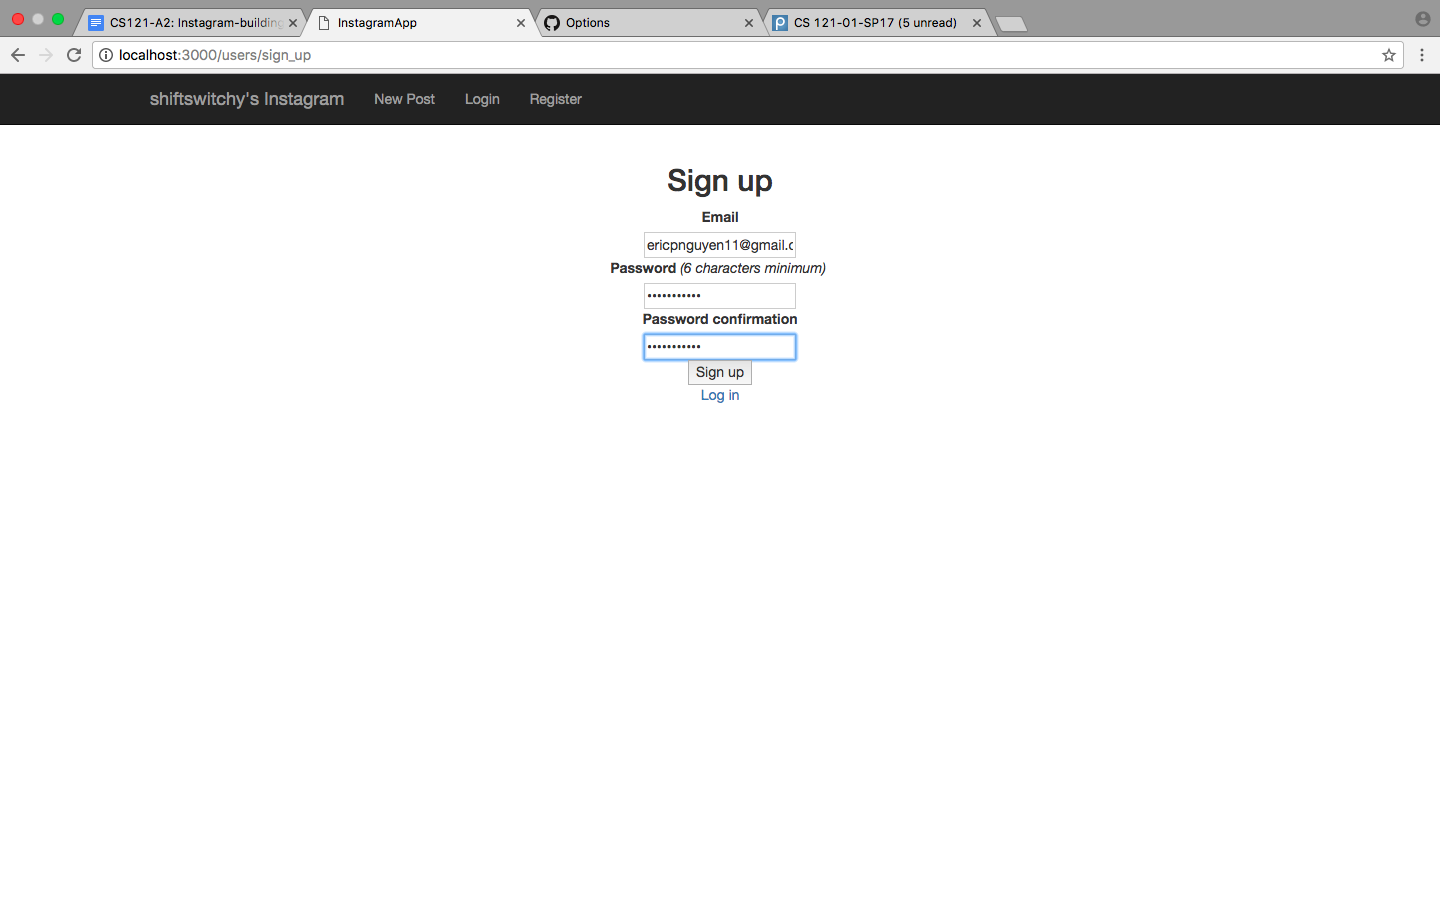 CS121-A2: Instagram-building
InstagramApp
Options
CS 121-01-SP17 (5 unread)
localhost:3000/users/sign_up
shiftswitchy's Instagram New Post Login Register
Sign up
Email
ericpnguyen11@gmail.c
Password (6 characters minimum)
•••••••••••
Password confirmation
•••••••••••
Sign up
Log in